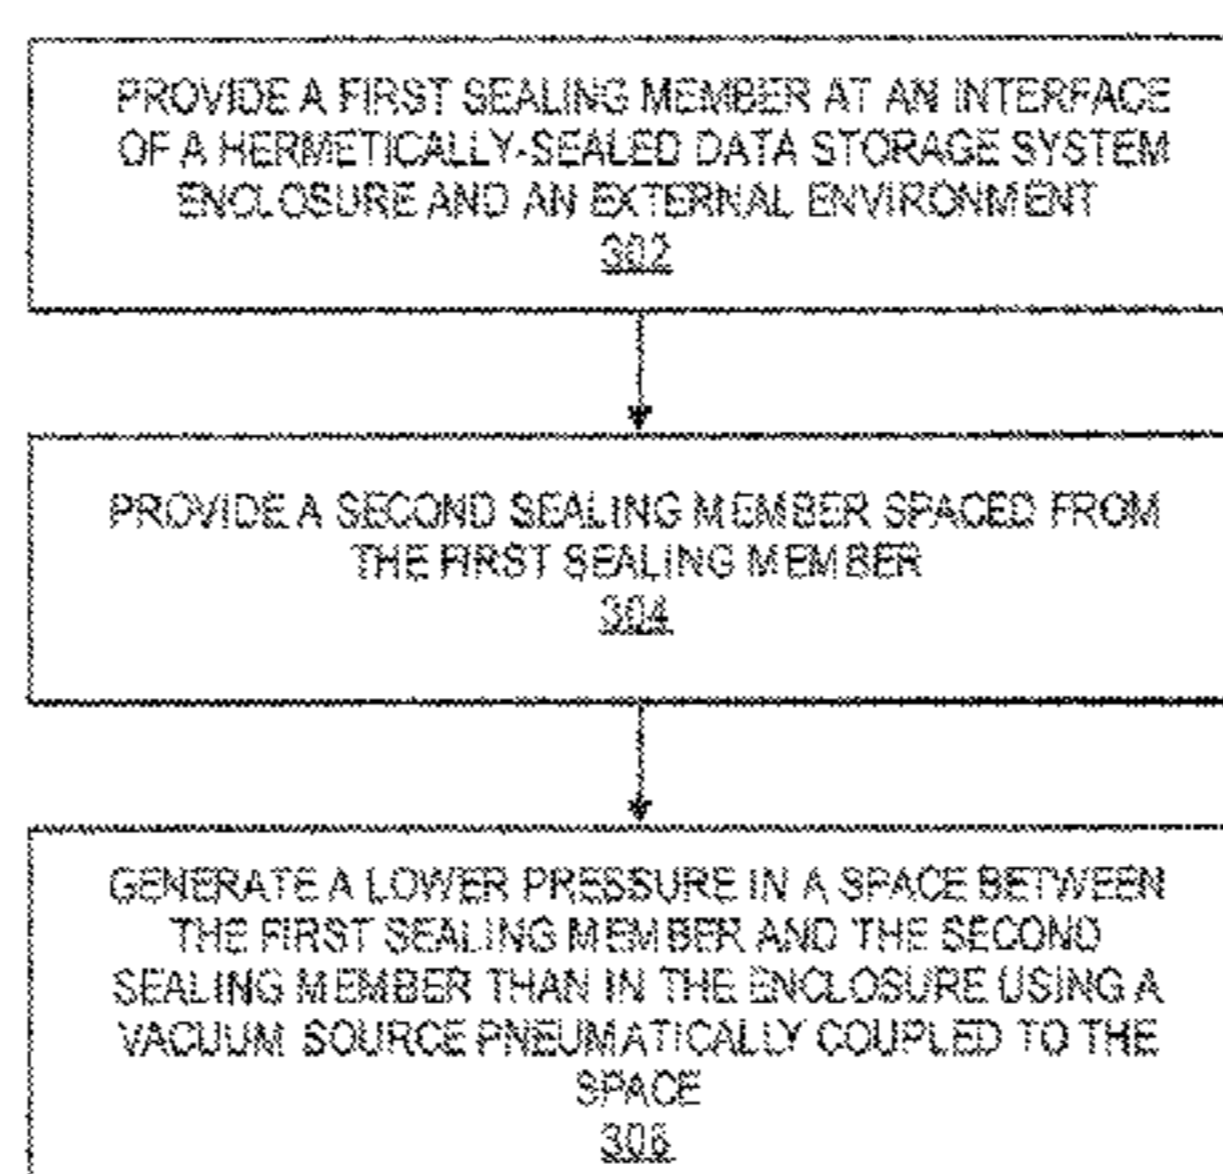 PROVIDE A FIRST SEALING MEMBER AT AN INTERFACE
OF A HERMETICALLY-SEALED DATA STORAGE SYSTEM
ENCLOSURE AND AN EXTERNAL ENVIRONMENT
302
PROVIDE A SECOND SEALING MEMBER SPACED FROM
THE FIRST SEALING MEMBER
304
GENERATE A LOWER PRESSURE IN A SPACE BETWEEN
THE FIRST SEALING MEMBER AND THE SECOND
SEALING MEMBER THAN IN THE ENCLOSURE USING A
VACUUM SOURCE PNEUMATICALLY COUPLED TO THE
SPACE
306